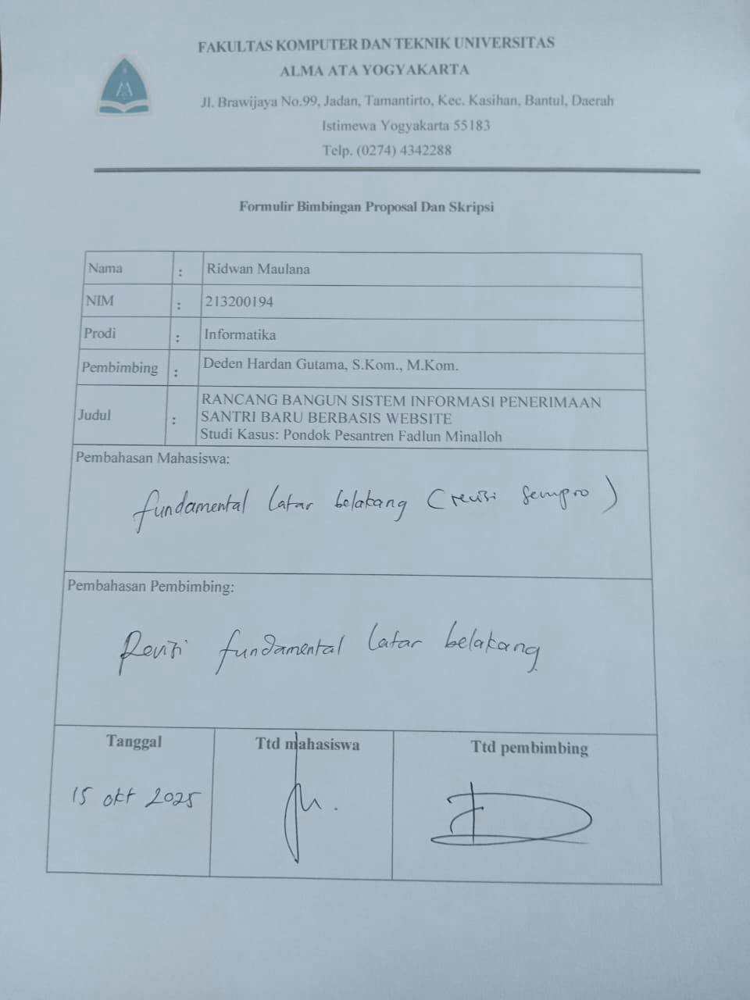 FAKULTAS KOMPUTER DAN TEKNIK UNIVERSITAS
ALMA ATA YOGYAKARTA
Jl. Brawijaya No.99, Jadan, Tamantirto, Kec. Kasihan, Bantul, Daerah
Istimewa Yogyakarta 55183
Telp. (0274) 4342288
Formulir Bimbingan Proposal Dan Skripsi
Nama : Ridwan Maulana
NIM : 213200194
Prodi : Informatika
Pembimbing : Deden Hardan Gutama, S.Kom., M.Kom.
Judul : RANCANG BANGUN SISTEM INFORMASI PENERIMAAN
SANTRI BARU BERBASIS WEBSITE
Studi Kasus: Pondok Pesantren Fadlun Minalloh
Pembahasan Mahasiswa:
fundamental latar belakang (revisi sempro)
Pembahasan Pembimbing:
Revisi fundamental latar belakang
Tanggal Ttd mahasiswa Ttd pembimbing
15 okt 2025